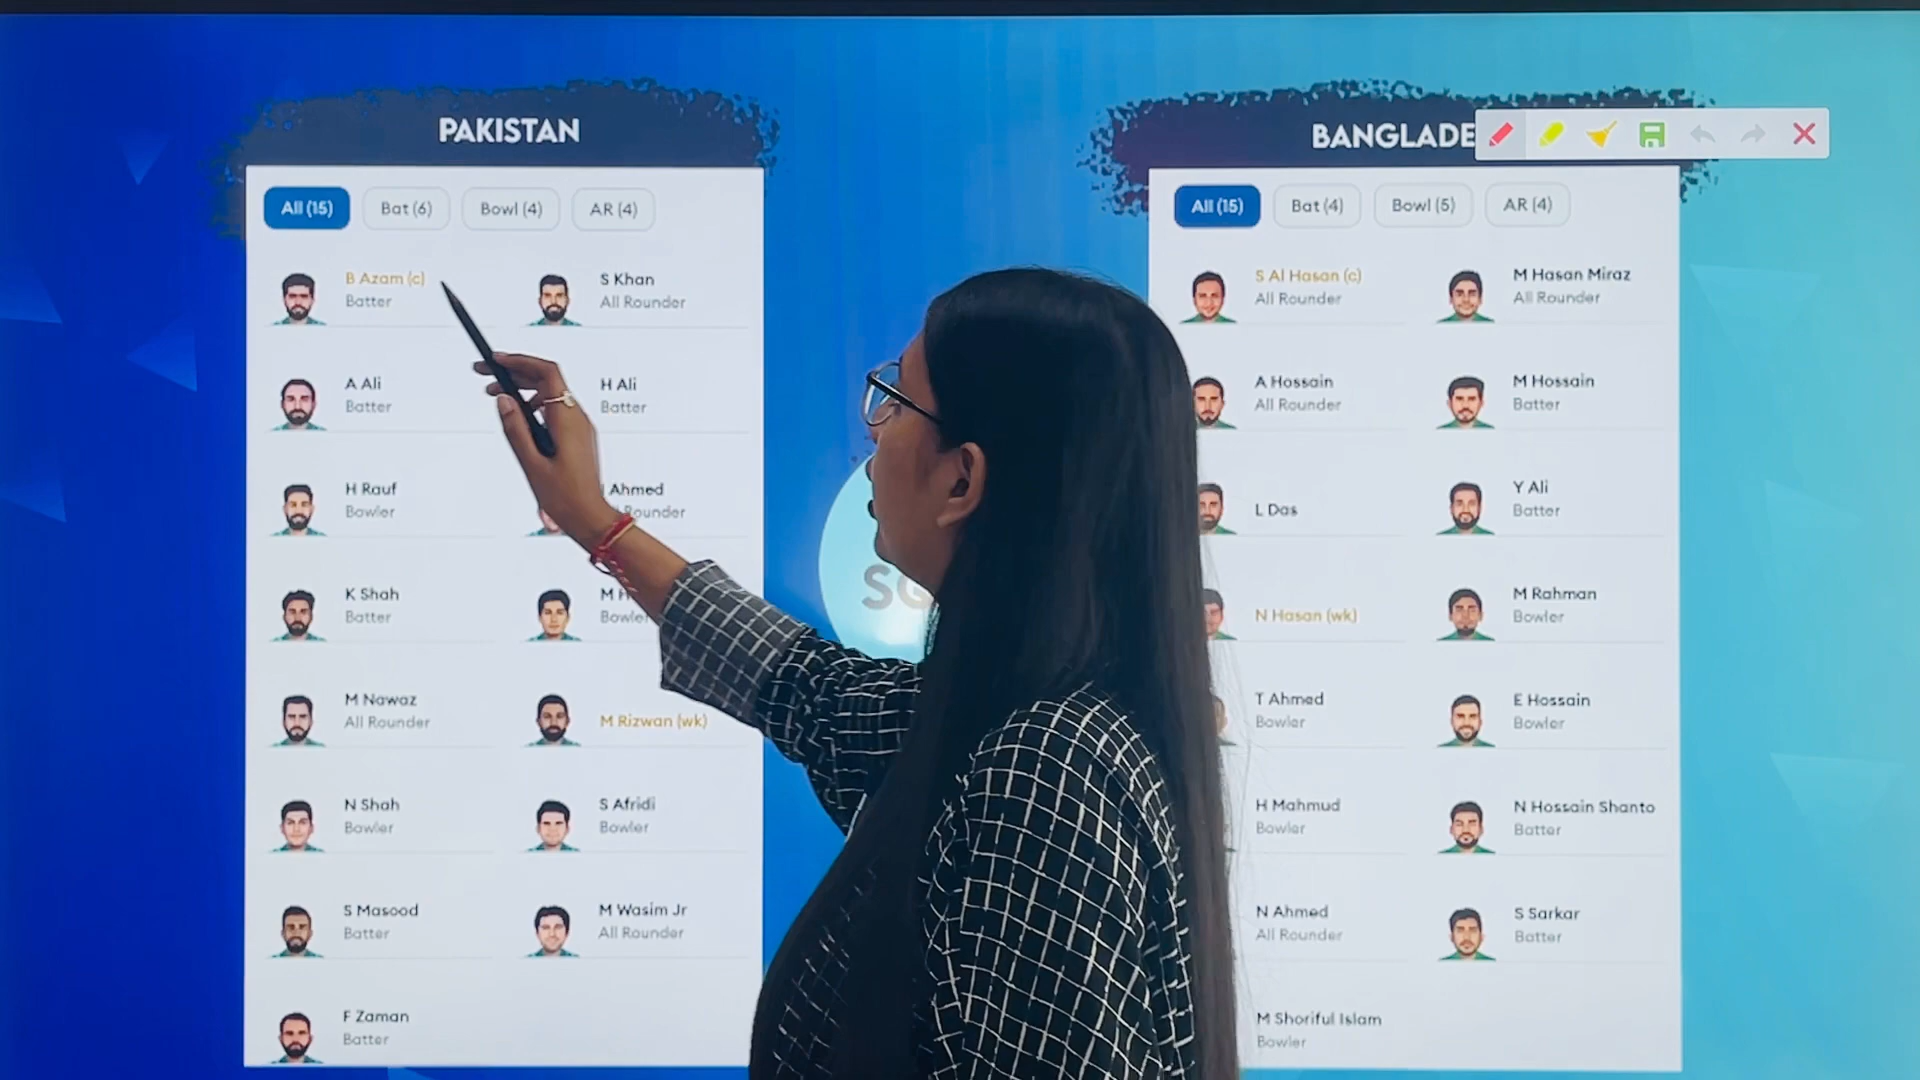 PAKISTAN
All (15) Bat (6) Bowl (4) AR (4)
B Azam (c)
Batter
S Khan
All Rounder
A Ali
Batter
H Ali
Batter
H Rauf
Bowler
Ahmed
Rounder
K Shah
Batter
M H
Bowler
M Nawaz
All Rounder
M Rizwan (wk)
N Shah
Bowler
S Afridi
Bowler
S Masood
Batter
M Wasim Jr
All Rounder
F Zaman
Batter
SG
BANGLADE
All (15) Bat (4) Bowl (5) AR (4)
S Al Hasan (c)
All Rounder
M Hasan Miraz
All Rounder
A Hossain
All Rounder
M Hossain
Batter
L Das
Y Ali
Batter
N Hasan (wk)
M Rahman
Bowler
T Ahmed
Bowler
E Hossain
Bowler
H Mahmud
Bowler
N Hossain Shanto
Batter
N Ahmed
All Rounder
S Sarkar
Batter
M Shoriful Islam
Bowler